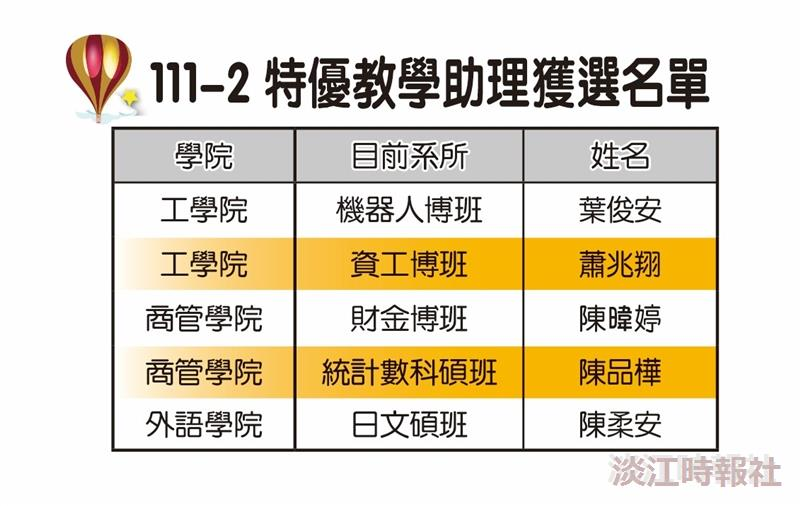 111-2 特優教學助理獲選名單
學院 目前系所 姓名
工學院 機器人博班 葉俊安
工學院 資工博班 蕭兆翔
商管學院 財金博班 陳暐婷
商管學院 統計數科碩班 陳品樺
外語學院 日文碩班 陳柔安
淡江時報社